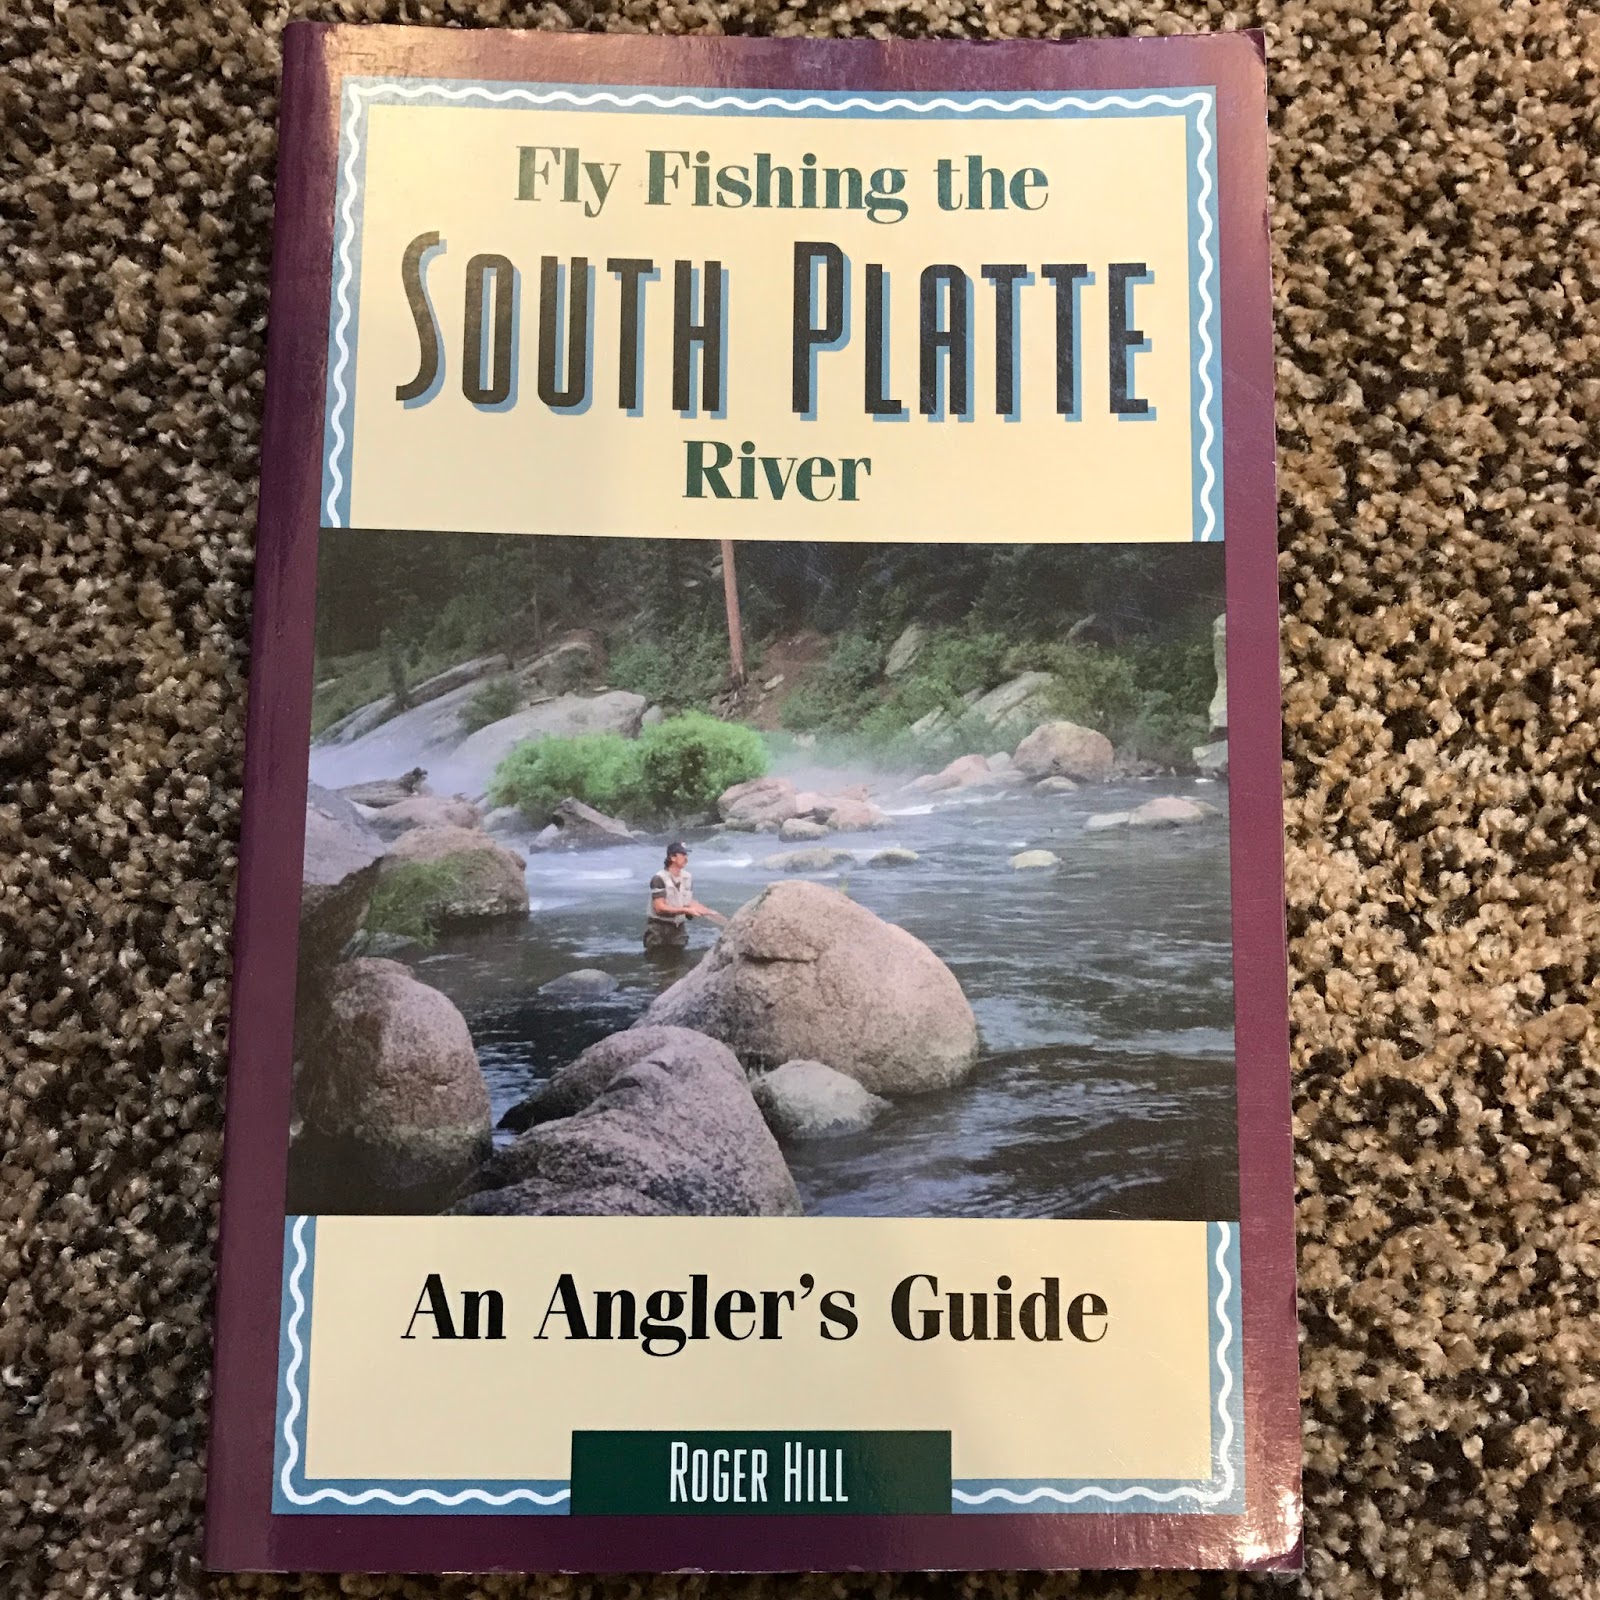 Fly Fishing the
SOUTH PLATTE
River
An Angler's Guide
ROGER HILL